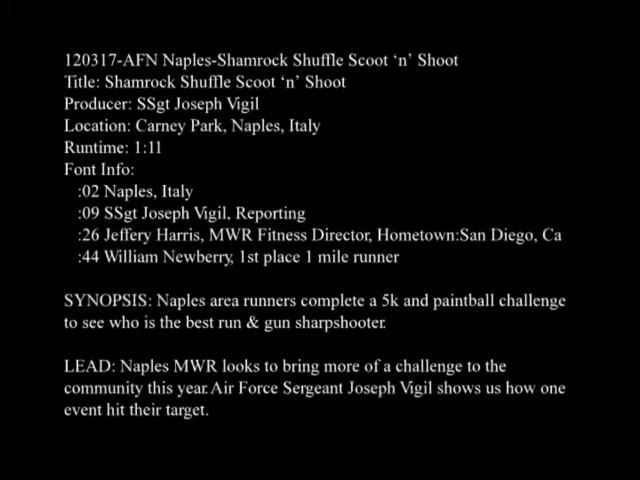 120317-AFN Naples-Shamrock Shuffle Scoot ‘n’ Shoot
Title: Shamrock Shuffle Scoot ‘n’ Shoot
Producer: SSgt Joseph Vigil
Location: Carney Park, Naples, Italy
Runtime: 1:11
Font Info:
:02 Naples, Italy
:09 SSgt Joseph Vigil, Reporting
:26 Jeffery Harris, MWR Fitness Director, Hometown:San Diego, Ca
:44 William Newberry, 1st place 1 mile runner
SYNOPSIS: Naples area runners complete a 5k and paintball challenge
to see who is the best run & gun sharpshooter.
LEAD: Naples MWR looks to bring more of a challenge to the
community this year. Air Force Sergeant Joseph Vigil shows us how one
event hit their target.